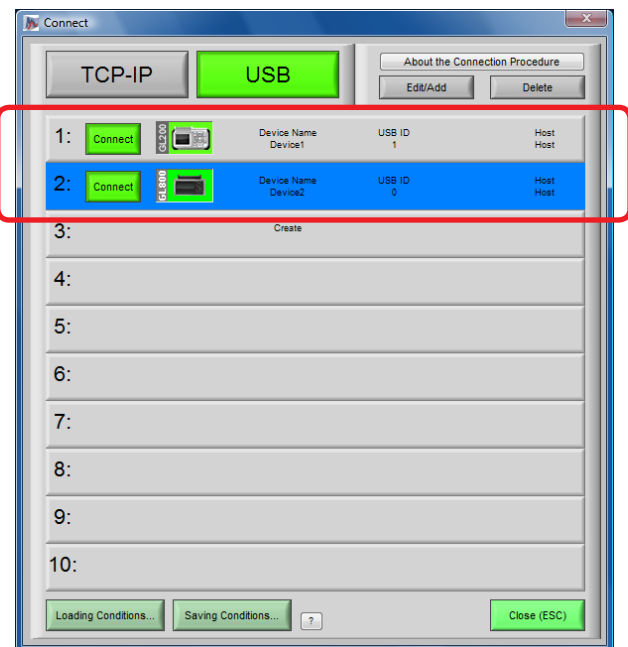 Connect
TCP-IP
USB
About the Connection Procedure
Edit/Add
Delete
1:
Connect
GL200
Device Name
Device1
USB ID
1
Host
Host
2:
Connect
GL800
Device Name
Device2
USB ID
0
Host
Host
3:
Create
4:
5:
6:
7:
8:
9:
10:
Loading Conditions...
Saving Conditions...
?
Close (ESC)